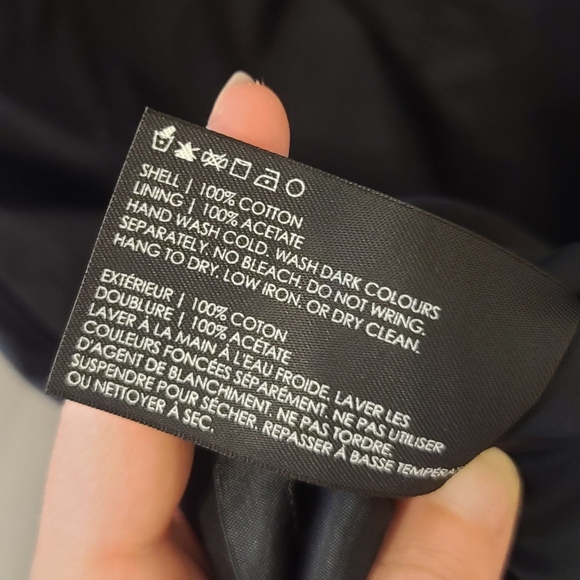 SHELL | 100% COTTON
LINING | 100% ACETATE
HAND WASH COLD. WASH DARK COLOURS
SEPARATELY. NO BLEACH, DO NOT WRING.
HANG TO DRY. LOW IRON. OR DRY CLEAN.
EXTÉRIEUR | 100% COTON
DOUBLURE | 100% ACÉTATE
LAVER À LA MAIN À L'EAU FROIDE. LAVER LES
COULEURS FONCÉES SÉPARÉMENT. NE PAS UTILISER
D'AGENT DE BLANCHIMENT. NE PAS TORDRE.
SUSPENDRE POUR SÉCHER. REPASSER À BASSE TEMPÉRA
OU NETTOYER À SEC.